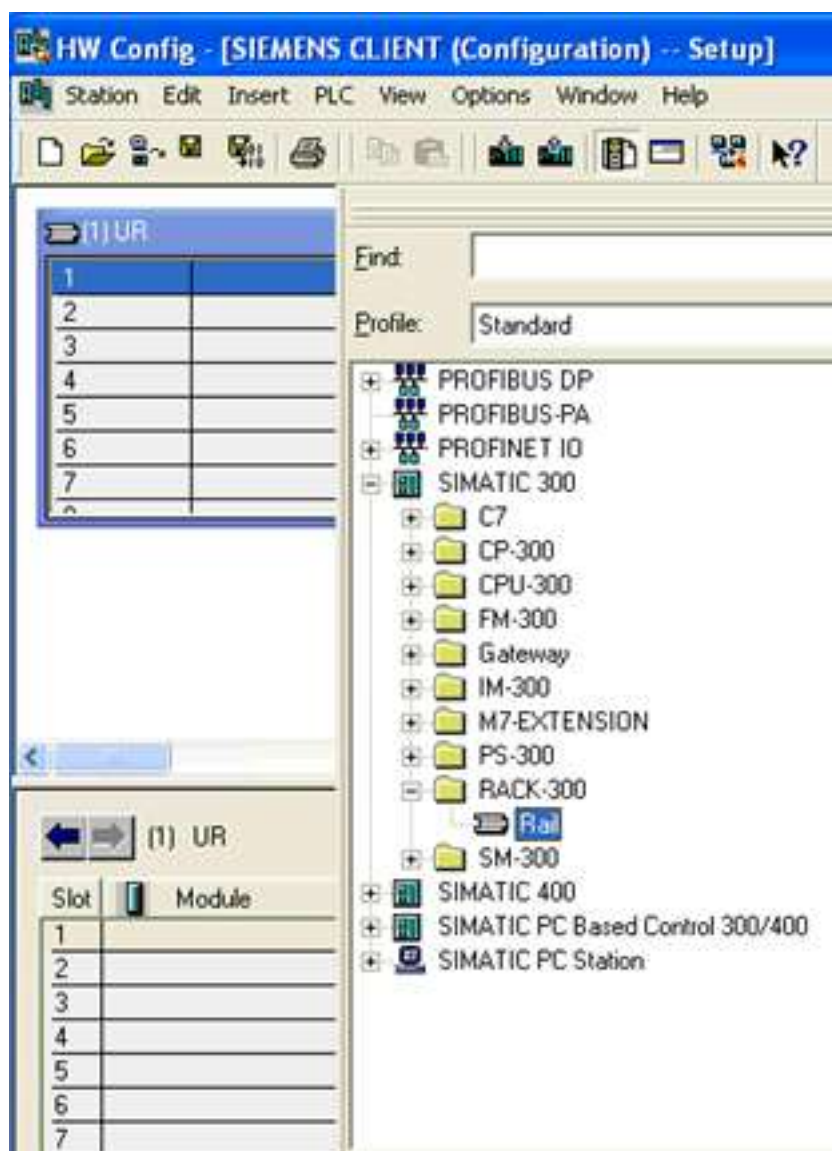 HW Config - [SIEMENS CLIENT (Configuration) -- Setup]
Station Edit Insert PLC View Options Window Help
(1) UR
1
2
3
4
5
6
7
Find:
Profile: Standard
PROFIBUS DP
PROFIBUS-PA
PROFINET IO
SIMATIC 300
C7
CP-300
CPU-300
FM-300
Gateway
IM-300
M7-EXTENSION
PS-300
RACK-300
Rail
SM-300
SIMATIC 400
SIMATIC PC Based Control 300/400
SIMATIC PC Station
(1) UR
Slot Module
1
2
3
4
5
6
7